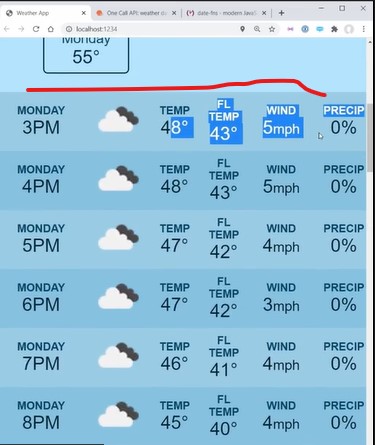 Weather App
One Call API: weather da
date-fns - modern JavaS
localhost:1234
Monday
55°
MONDAY TEMP FL TEMP WIND PRECIP
3PM 48° 43° 5mph 0%
MONDAY TEMP FL TEMP WIND PRECIP
4PM 48° 43° 5mph 0%
MONDAY TEMP FL TEMP WIND PRECIP
5PM 47° 42° 4mph 0%
MONDAY TEMP FL TEMP WIND PRECIP
6PM 47° 42° 3mph 0%
MONDAY TEMP FL TEMP WIND PRECIP
7PM 46° 41° 4mph 0%
MONDAY TEMP FL TEMP WIND PRECIP
8PM 45° 40° 4mph 0%